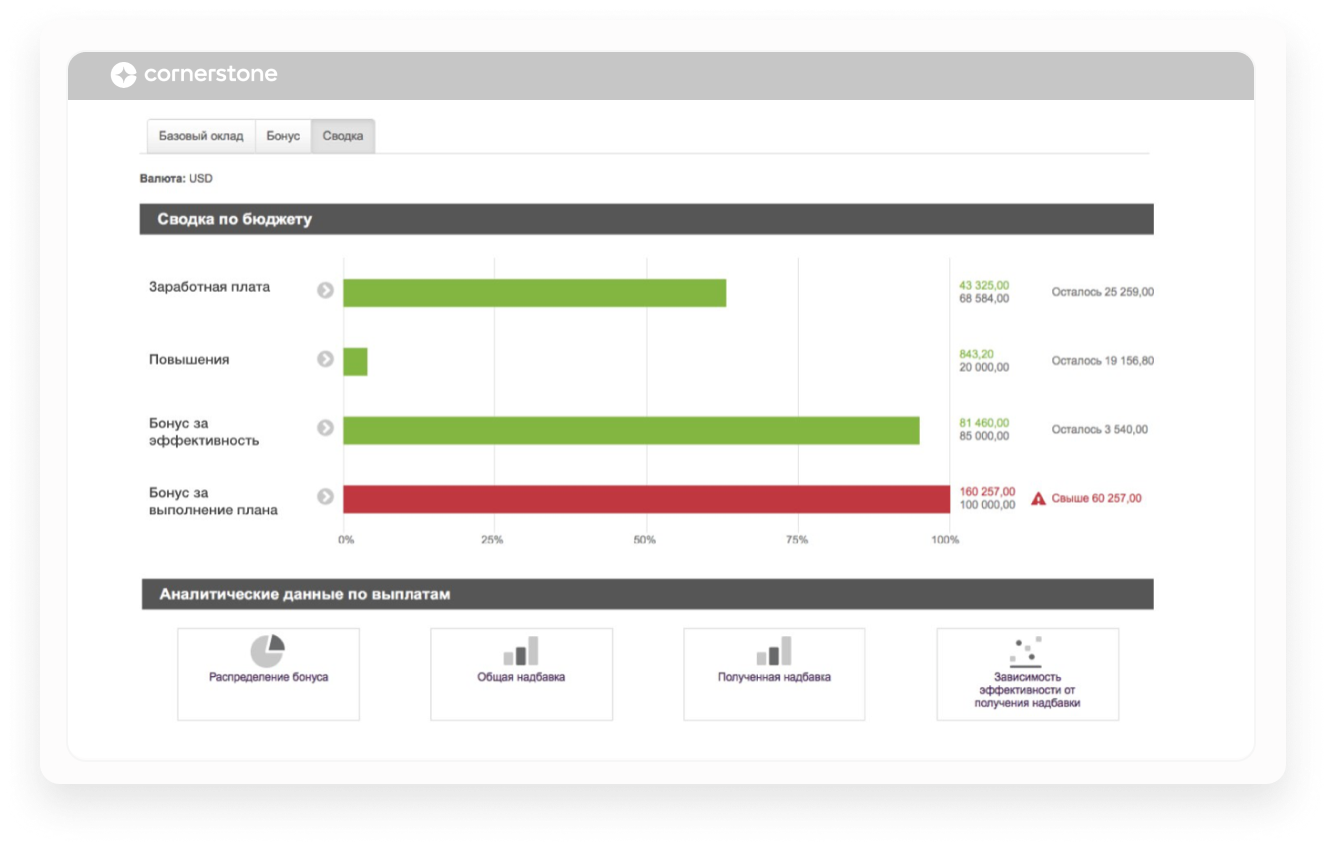 cornerstone
Базовый оклад
Бонус
Сводка
Валюта: USD
Сводка по бюджету
Заработная плата
43 325,00
68 584,00
Осталось 25 259,00
Повышения
843,20
20 000,00
Осталось 19 156,80
Бонус за
эффективность
81 460,00
85 000,00
Осталось 3 540,00
Бонус за
выполнение плана
160 257,00
100 000,00
Свыше 60 257,00
0%
25%
50%
75%
100%
Аналитические данные по выплатам
Распределение бонуса
Общая надбавка
Полученная надбавка
Зависимость
эффективности от
получения надбавки